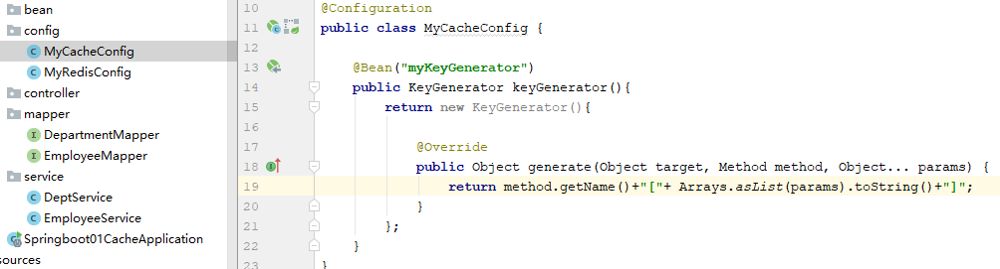 bean
config
MyCacheConfig
MyRedisConfig
controller
mapper
DepartmentMapper
EmployeeMapper
service
DeptService
EmployeeService
Springboot01CacheApplication
sources
10 @Configuration
11 public class MyCacheConfig {
12
13 @Bean("myKeyGenerator")
14 public KeyGenerator keyGenerator(){
15 return new KeyGenerator(){
16
17 @Override
18 public Object generate(Object target, Method method, Object... params) {
19 return method.getName()+"["+ Arrays.asList(params).toString()+"]";
20 }
21 };
22 }
23 }